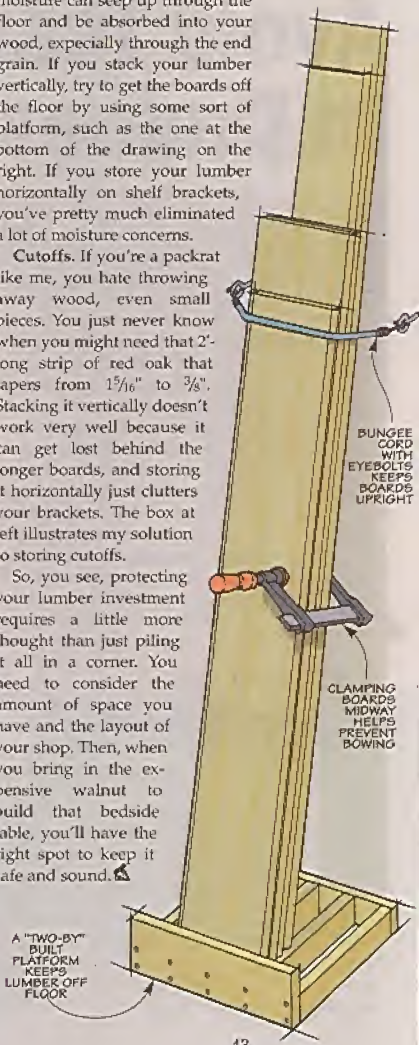 moisture can seep up through the
floor and be absorbed into your
wood, expecially through the end
grain. If you stack your lumber
vertically, try to get the boards off
the floor by using some sort of
platform, such as the one at the
bottom of the drawing on the
right. If you store your lumber
horizontally on shelf brackets,
you've pretty much eliminated
a lot of moisture concerns.
Cutoffs. If you're a packrat
like me, you hate throwing
away wood, even small
pieces. You just never know
when you might need that 2'-
long strip of red oak that
tapers from 1 5/16" to 3/8".
Stacking it vertically doesn't
work very well because it
can get lost behind the
longer boards, and storing
it horizontally just clutters
your brackets. The box at
left illustrates my solution
to storing cutoffs.
So, you see, protecting
your lumber investment
requires a little more
thought than just piling
it all in a corner. You
need to consider the
amount of space you
have and the layout of
your shop. Then, when
you bring in the ex-
pensive walnut to
build that bedside
table, you'll have the
right spot to keep it
safe and sound.
BUNGEE
CORD
WITH
EYEBOLTS
KEEPS
BOARDS
UPRIGHT
CLAMPING
BOARDS
MIDWAY
HELPS
PREVENT
BOWING
A "TWO-BY"
BUILT
PLATFORM
KEEPS
LUMBER OFF
FLOOR
43